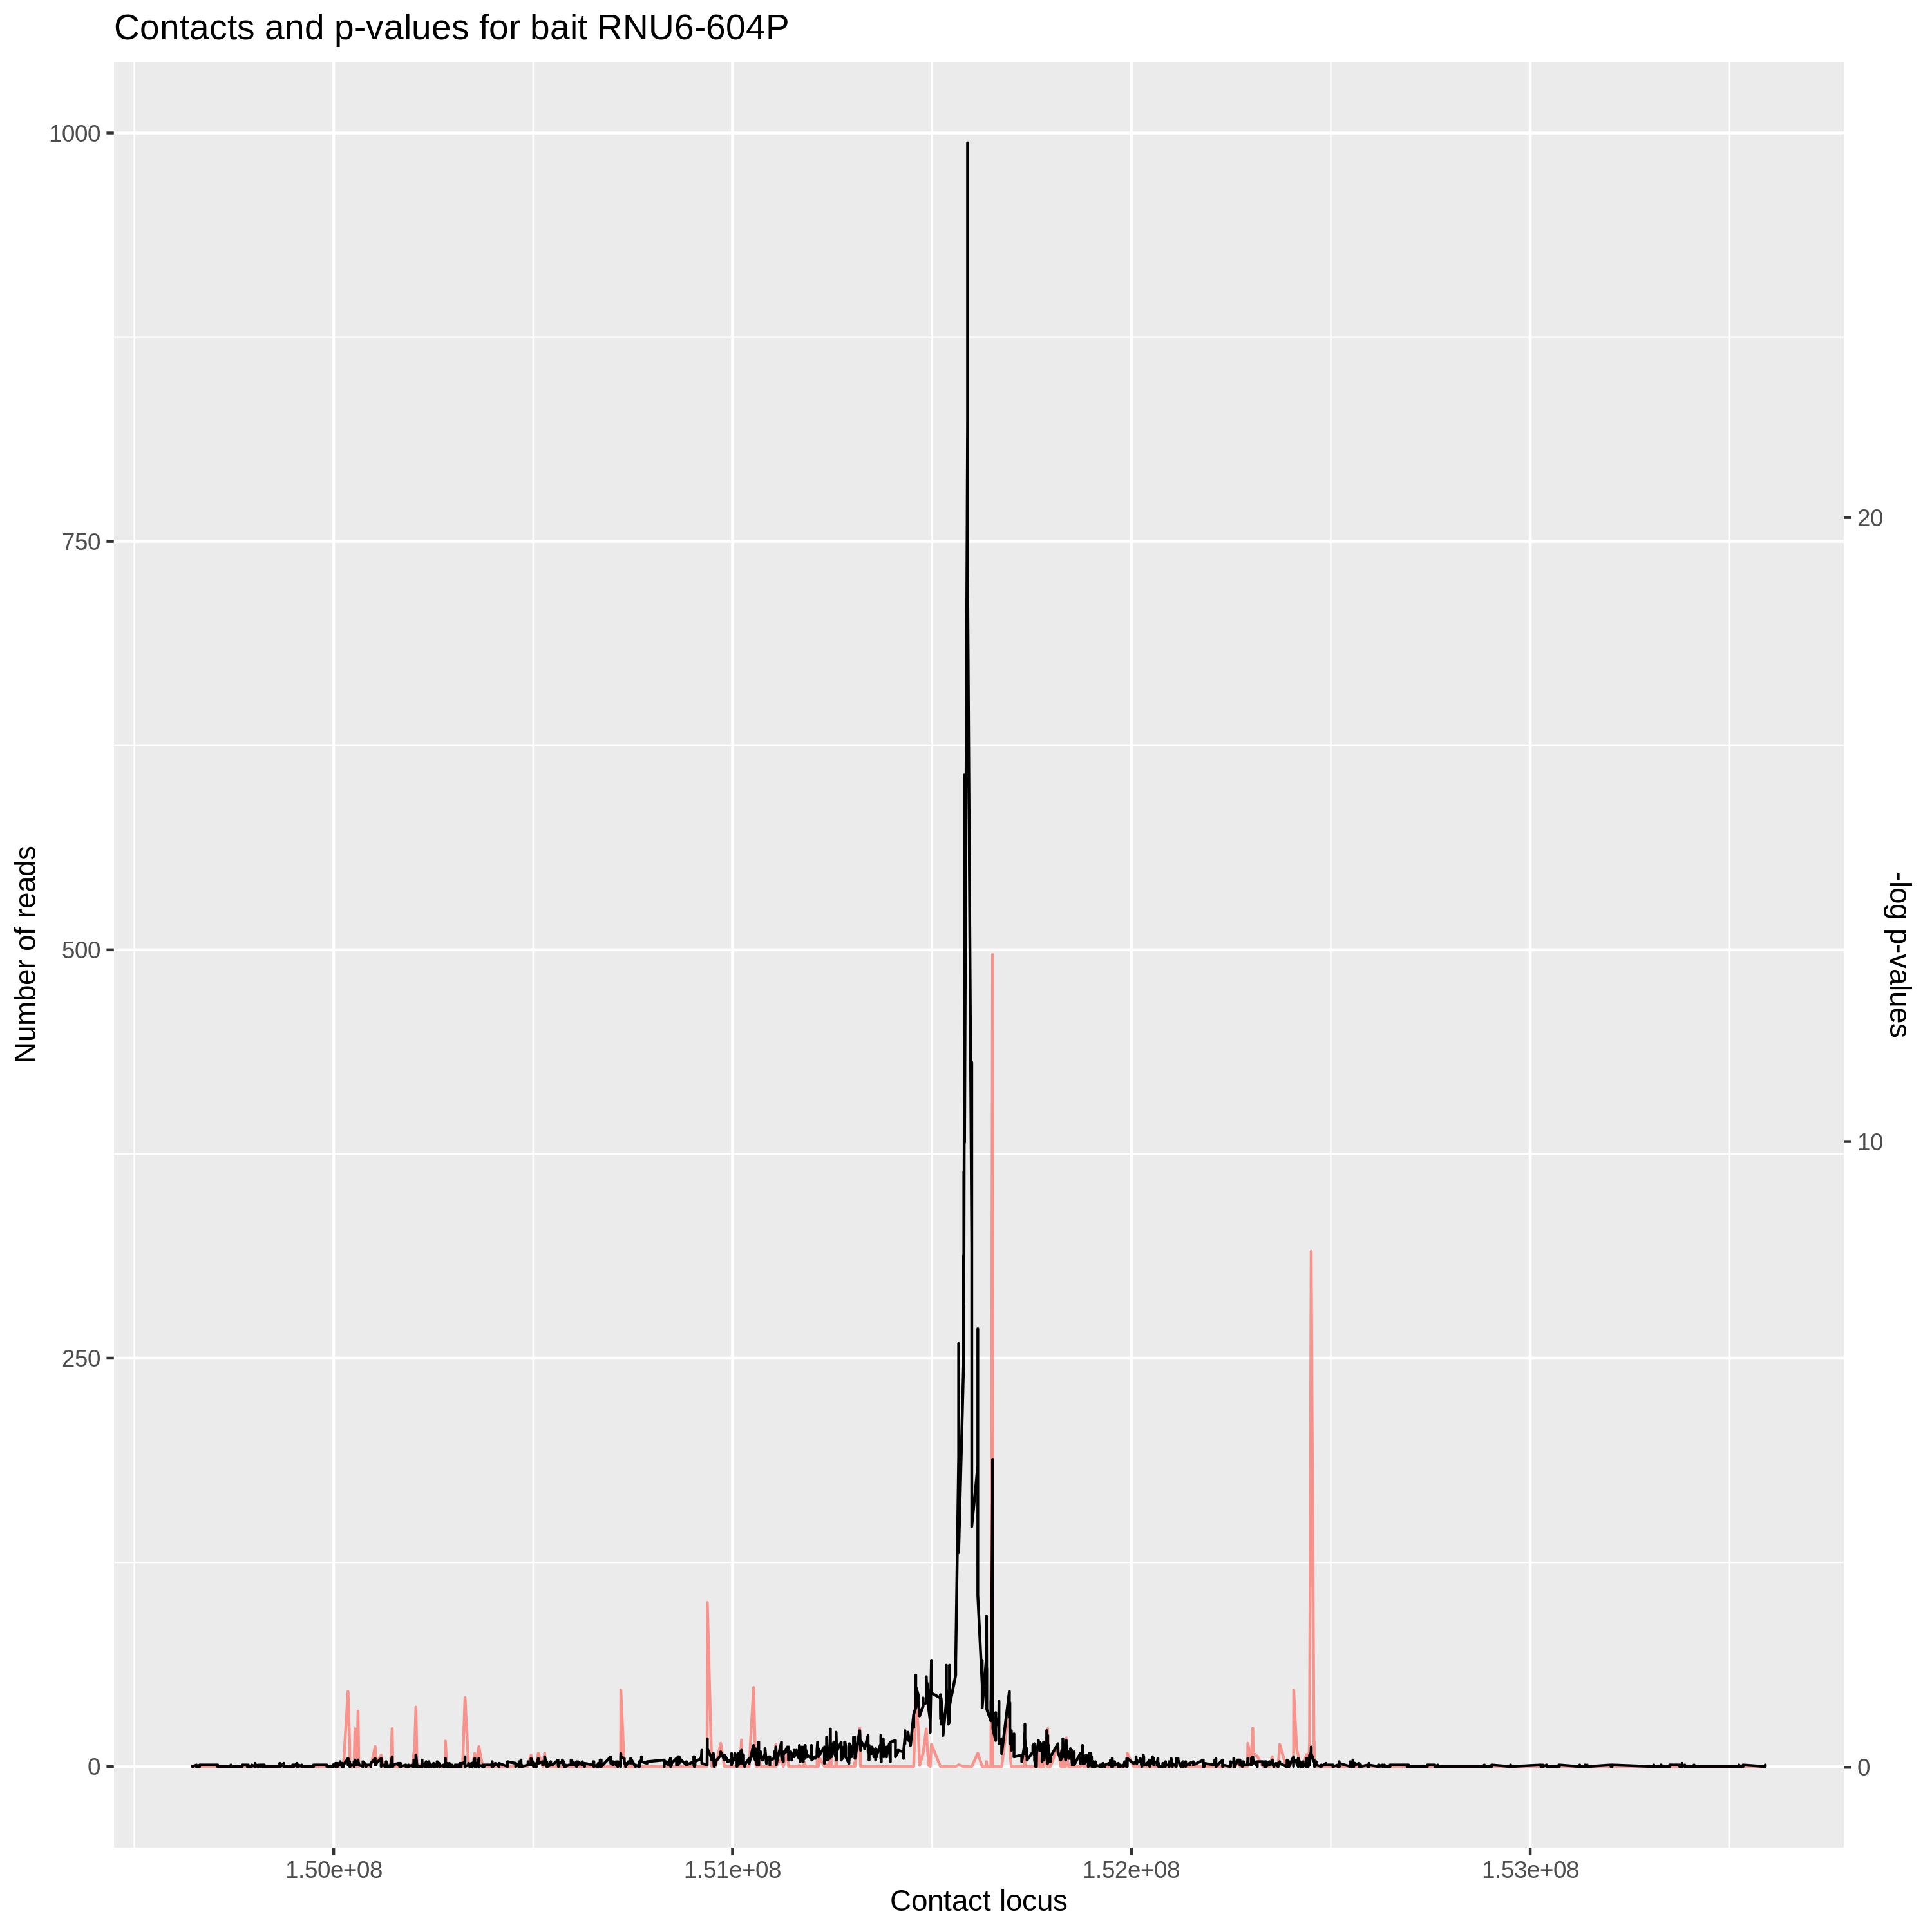 Contacts and p-values for bait RNU6-604P
1000
750
500
250
0
Number of reads
20
10
0
-log p-values
1.50e+08
1.51e+08
1.52e+08
1.53e+08
Contact locus